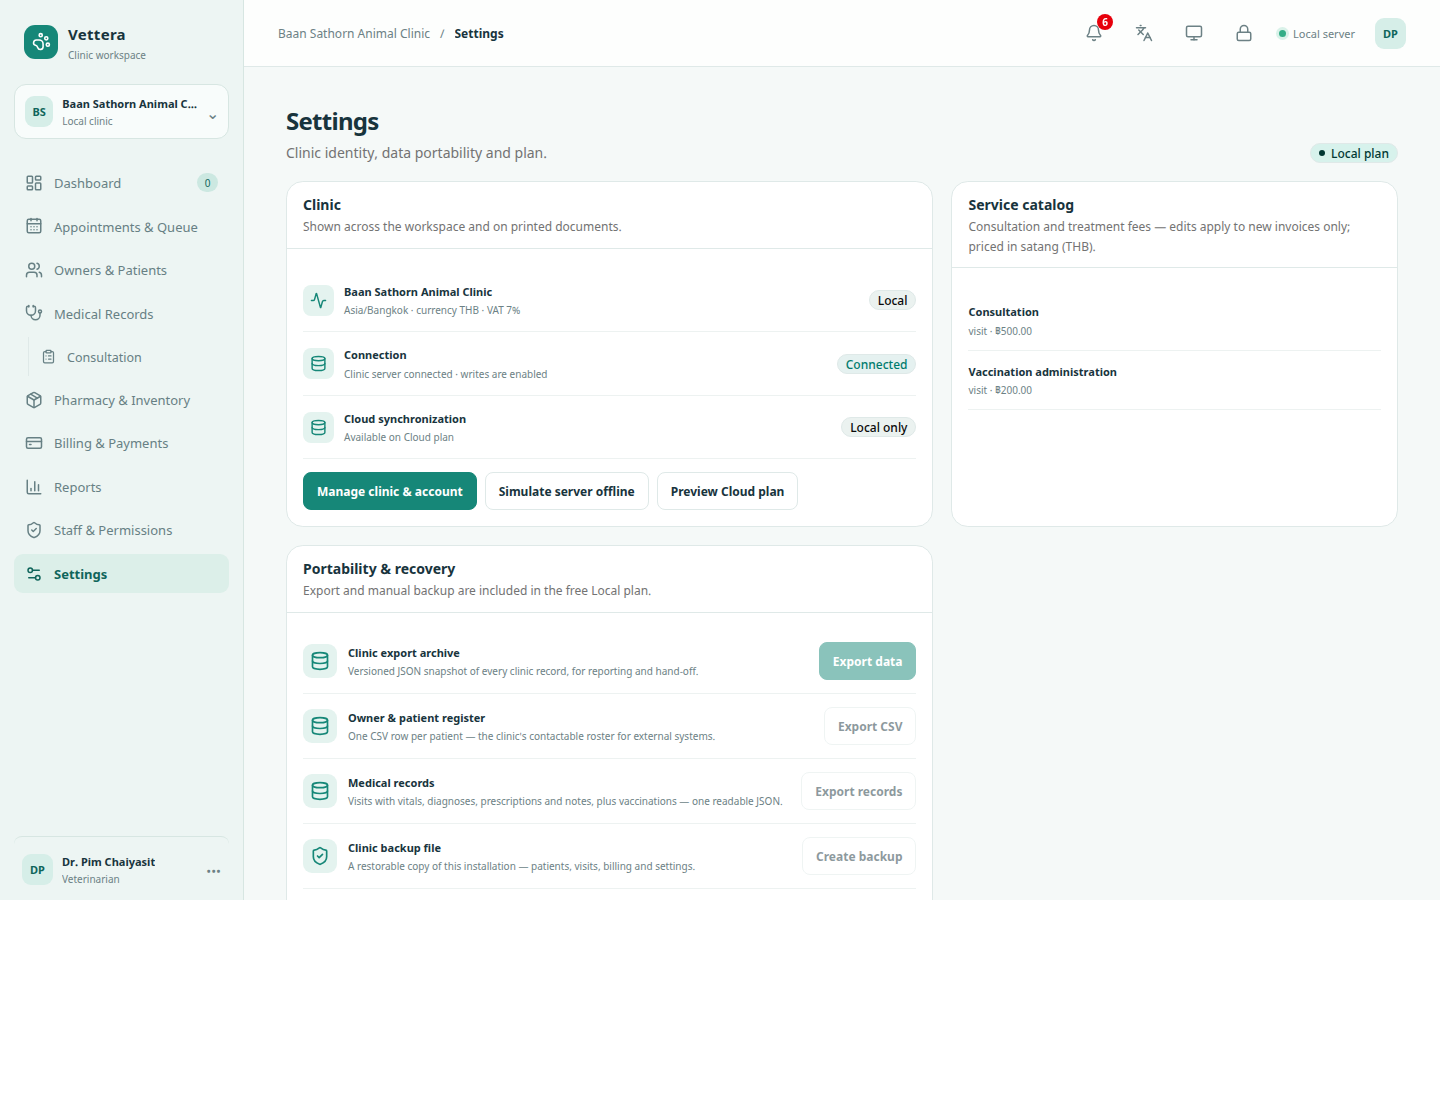 Vettera
Clinic workspace
BS
Baan Sathorn Animal C...
Local clinic
Dashboard
0
Appointments & Queue
Owners & Patients
Medical Records
Consultation
Pharmacy & Inventory
Billing & Payments
Reports
Staff & Permissions
Settings
DP
Dr. Pim Chaiyasit
Veterinarian
Baan Sathorn Animal Clinic / Settings
6
Local server
DP
Settings
Clinic identity, data portability and plan.
Local plan
Clinic
Shown across the workspace and on printed documents.
Baan Sathorn Animal Clinic
Asia/Bangkok · currency THB · VAT 7%
Local
Connection
Clinic server connected · writes are enabled
Connected
Cloud synchronization
Available on Cloud plan
Local only
Manage clinic & account
Simulate server offline
Preview Cloud plan
Service catalog
Consultation and treatment fees — edits apply to new invoices only;
priced in satang (THB).
Consultation
visit · ฿500.00
Vaccination administration
visit · ฿200.00
Portability & recovery
Export and manual backup are included in the free Local plan.
Clinic export archive
Versioned JSON snapshot of every clinic record, for reporting and hand-off.
Export data
Owner & patient register
One CSV row per patient — the clinic's contactable roster for external systems.
Export CSV
Medical records
Visits with vitals, diagnoses, prescriptions and notes, plus vaccinations — one readable JSON.
Export records
Clinic backup file
A restorable copy of this installation — patients, visits, billing and settings.
Create backup